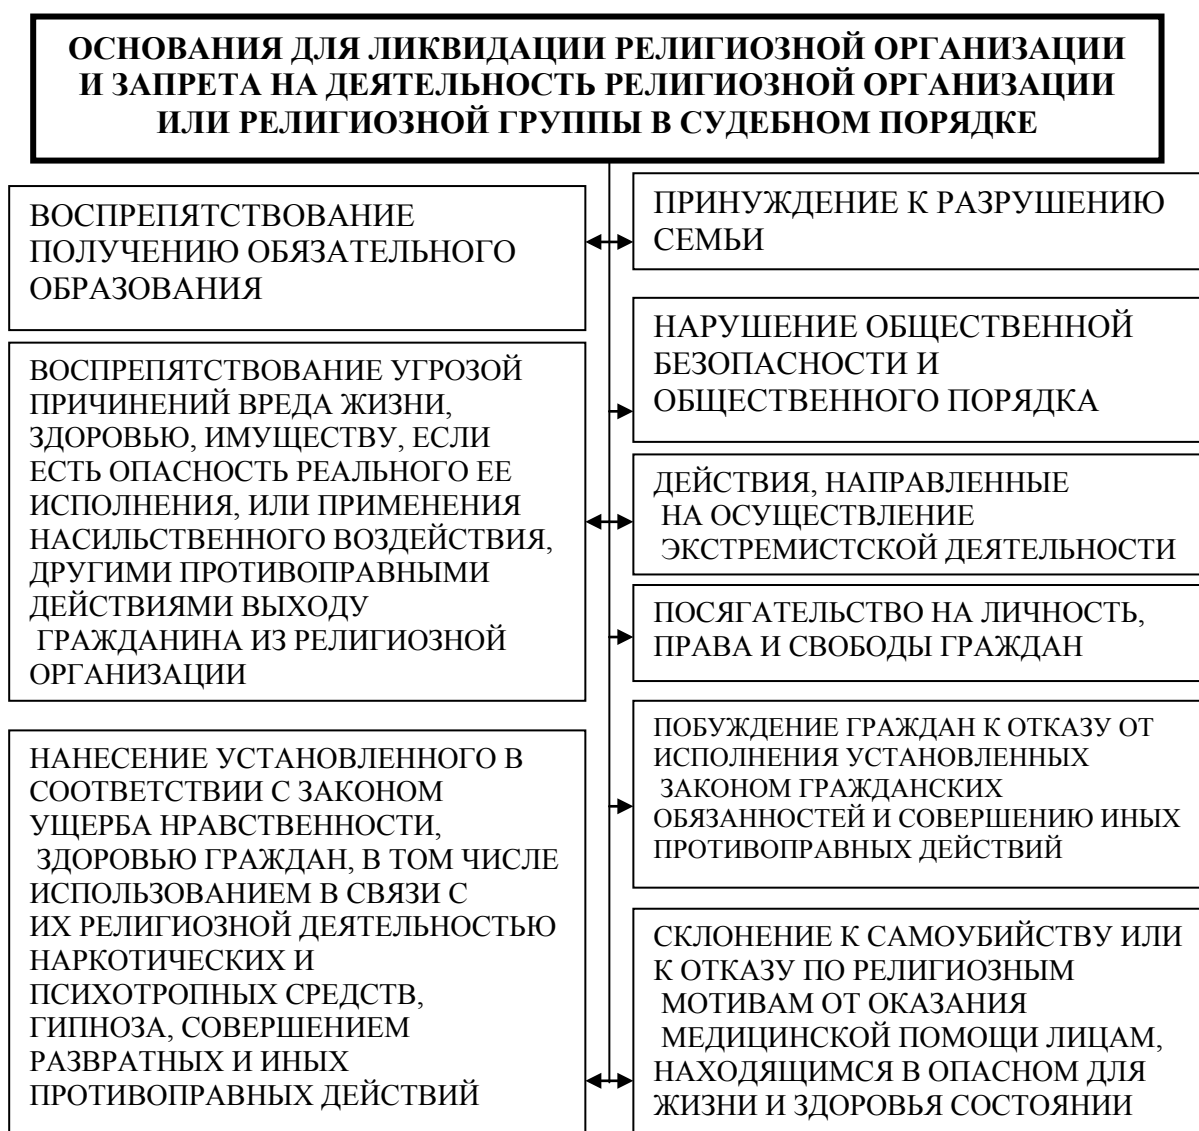 ОСНОВАНИЯ ДЛЯ ЛИКВИДАЦИИ РЕЛИГИОЗНОЙ ОРГАНИЗАЦИИ
И ЗАПРЕТА НА ДЕЯТЕЛЬНОСТЬ РЕЛИГИОЗНОЙ ОРГАНИЗАЦИИ
ИЛИ РЕЛИГИОЗНОЙ ГРУППЫ В СУДЕБНОМ ПОРЯДКЕ
ВОСПРЕПЯТСТВОВАНИЕ
ПОЛУЧЕНИЮ ОБЯЗАТЕЛЬНОГО
ОБРАЗОВАНИЯ
ВОСПРЕПЯТСТВОВАНИЕ УГРОЗОЙ
ПРИЧИНЕНИЙ ВРЕДА ЖИЗНИ,
ЗДОРОВЬЮ, ИМУЩЕСТВУ, ЕСЛИ
ЕСТЬ ОПАСНОСТЬ РЕАЛЬНОГО ЕЕ
ИСПОЛНЕНИЯ, ИЛИ ПРИМЕНЕНИЯ
НАСИЛЬСТВЕННОГО ВОЗДЕЙСТВИЯ,
ДРУГИМИ ПРОТИВОПРАВНЫМИ
ДЕЙСТВИЯМИ ВЫХОДУ
ГРАЖДАНИНА ИЗ РЕЛИГИОЗНОЙ
ОРГАНИЗАЦИИ
НАНЕСЕНИЕ УСТАНОВЛЕННОГО В
СООТВЕТСТВИИ С ЗАКОНОМ
УЩЕРБА НРАВСТВЕННОСТИ,
ЗДОРОВЬЮ ГРАЖДАН, В ТОМ ЧИСЛЕ
ИСПОЛЬЗОВАНИЕМ В СВЯЗИ С
ИХ РЕЛИГИОЗНОЙ ДЕЯТЕЛЬНОСТЬЮ
НАРКОТИЧЕСКИХ И
ПСИХОТРОПНЫХ СРЕДСТВ,
ГИПНОЗА, СОВЕРШЕНИЕМ
РАЗВРАТНЫХ И ИНЫХ
ПРОТИВОПРАВНЫХ ДЕЙСТВИЙ
ПРИНУЖДЕНИЕ К РАЗРУШЕНИЮ
СЕМЬИ
НАРУШЕНИЕ ОБЩЕСТВЕННОЙ
БЕЗОПАСНОСТИ И
ОБЩЕСТВЕННОГО ПОРЯДКА
ДЕЙСТВИЯ, НАПРАВЛЕННЫЕ
НА ОСУЩЕСТВЛЕНИЕ
ЭКСТРЕМИСТСКОЙ ДЕЯТЕЛЬНОСТИ
ПОСЯГАТЕЛЬСТВО НА ЛИЧНОСТЬ,
ПРАВА И СВОБОДЫ ГРАЖДАН
ПОБУЖДЕНИЕ ГРАЖДАН К ОТКАЗУ ОТ
ИСПОЛНЕНИЯ УСТАНОВЛЕННЫХ
ЗАКОНОМ ГРАЖДАНСКИХ
ОБЯЗАННОСТЕЙ И СОВЕРШЕНИЮ ИНЫХ
ПРОТИВОПРАВНЫХ ДЕЙСТВИЙ
СКЛОНЕНИЕ К САМОУБИЙСТВУ ИЛИ
К ОТКАЗУ ПО РЕЛИГИОЗНЫМ
МОТИВАМ ОТ ОКАЗАНИЯ
МЕДИЦИНСКОЙ ПОМОЩИ ЛИЦАМ,
НАХОДЯЩИМСЯ В ОПАСНОМ ДЛЯ
ЖИЗНИ И ЗДОРОВЬЯ СОСТОЯНИИ